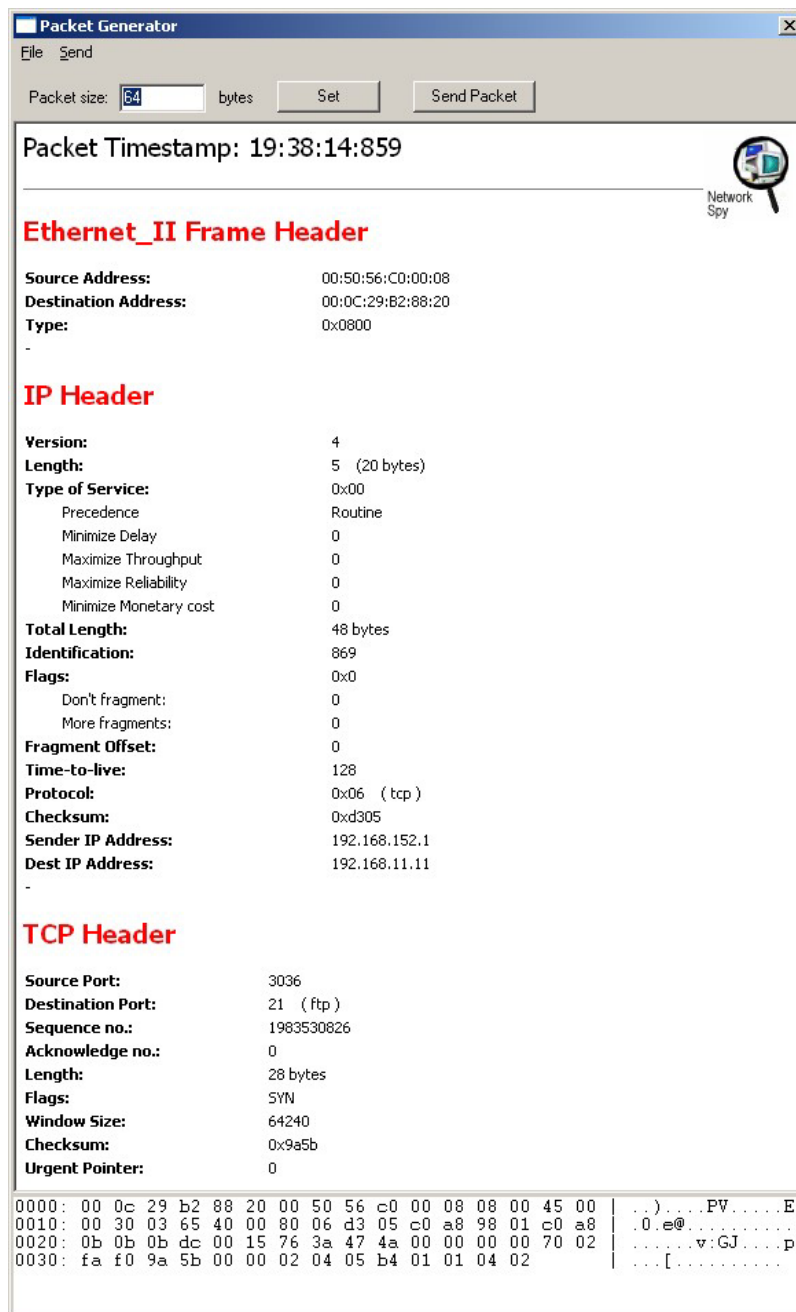 Packet Generator
File Send
Packet size: 64 bytes Set Send Packet
Packet Timestamp: 19:38:14:859
Network
Spy
Ethernet_II Frame Header
Source Address: 00:50:56:C0:00:08
Destination Address: 00:0C:29:B2:88:20
Type: 0x0800
-
IP Header
Version: 4
Length: 5 (20 bytes)
Type of Service: 0x00
Precedence Routine
Minimize Delay 0
Maximize Throughput 0
Maximize Reliability 0
Minimize Monetary cost 0
Total Length: 48 bytes
Identification: 869
Flags: 0x0
Don't fragment: 0
More fragments: 0
Fragment Offset: 0
Time-to-live: 128
Protocol: 0x06 ( tcp )
Checksum: 0xd305
Sender IP Address: 192.168.152.1
Dest IP Address: 192.168.11.11
-
TCP Header
Source Port: 3036
Destination Port: 21 ( ftp )
Sequence no.: 1983530826
Acknowledge no.: 0
Length: 28 bytes
Flags: SYN
Window Size: 64240
Checksum: 0x9a5b
Urgent Pointer: 0
0000: 00 0c 29 b2 88 20 00 50 56 c0 00 08 08 00 45 00 | ..)....PV.....E
0010: 00 30 03 65 40 00 80 06 d3 05 c0 a8 98 01 c0 a8 | .0.e@..........
0020: 0b 0b 0b dc 00 15 76 3a 47 4a 00 00 00 00 70 02 | ......v:GJ....p
0030: fa f0 9a 5b 00 00 02 04 05 b4 01 01 04 02 | ...[..........